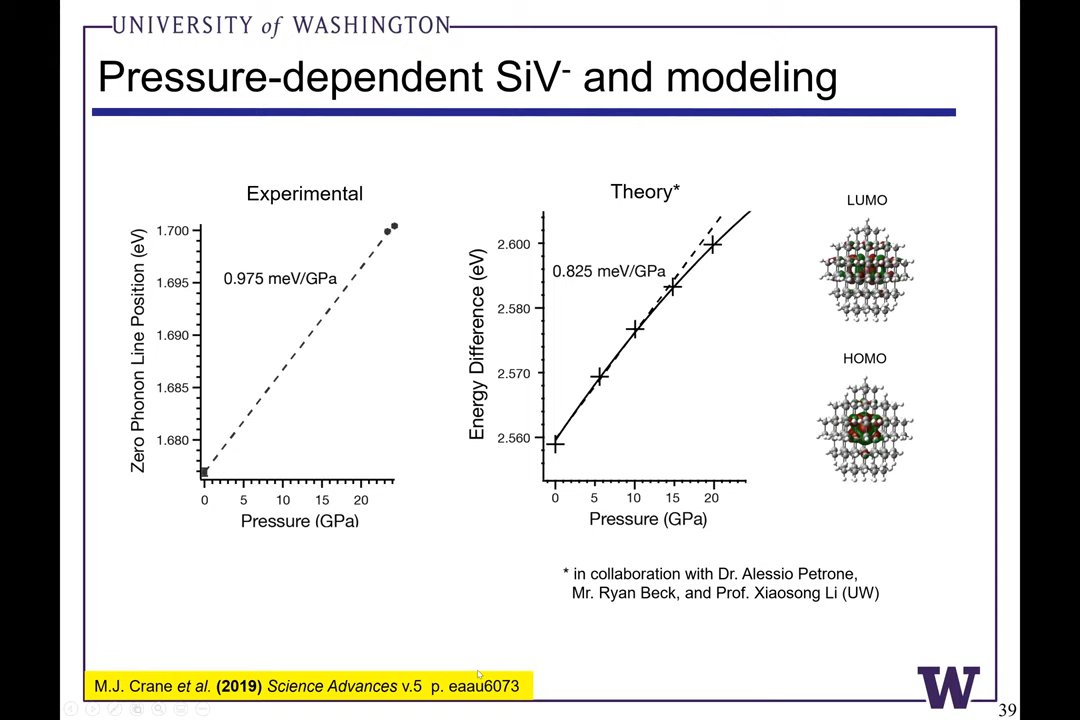 UNIVERSITY of WASHINGTON
Pressure-dependent SiV- and modeling
Experimental
Zero Phonon Line Position (eV)
1.700
1.695
1.690
1.685
1.680
0.975 meV/GPa
0 5 10 15 20
Pressure (GPa)
Theory*
Energy Difference (eV)
2.600
2.580
2.570
2.560
0.825 meV/GPa
0 5 10 15 20
Pressure (GPa)
LUMO
HOMO
* in collaboration with Dr. Alessio Petrone,
Mr. Ryan Beck, and Prof. Xiaosong Li (UW)
M.J. Crane et al. (2019) Science Advances v.5 p. eaau6073
W
39